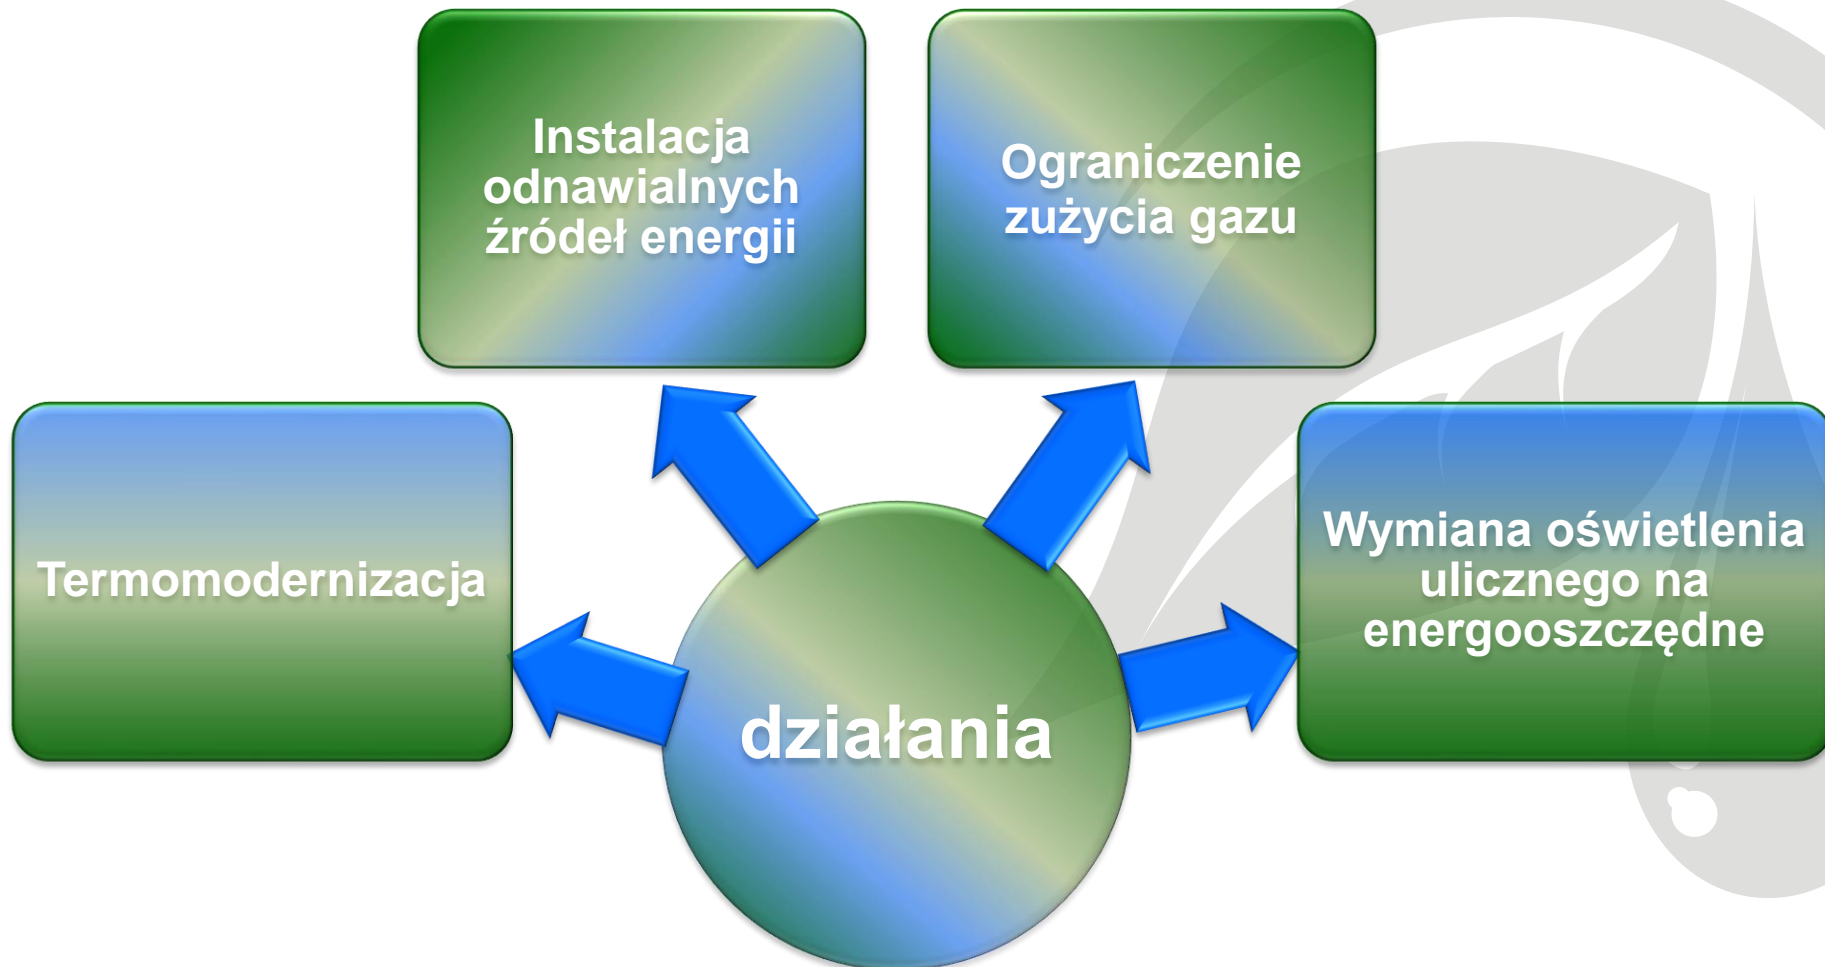 Instalacja
odnawialnych
źródeł energii
Ograniczenie
zużycia gazu
Termomodernizacja
Wymiana oświetlenia
ulicznego na
energooszczędne
działania